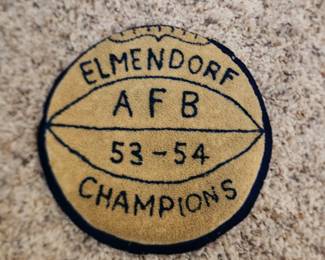 ELMENDORF
AFB
53-54
CHAMPIONS